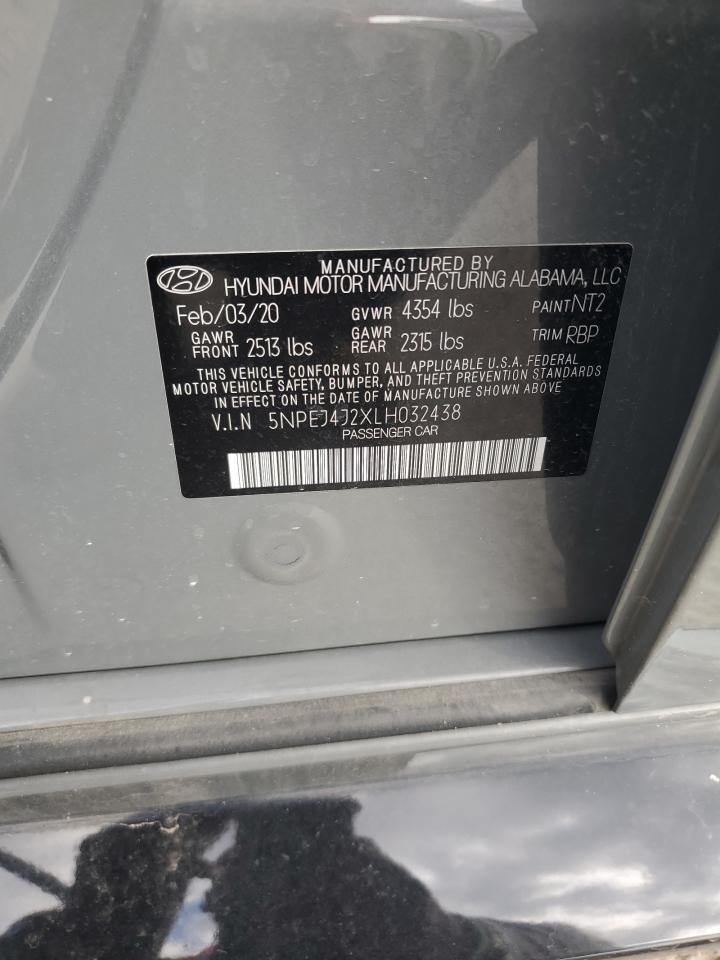 MANUFACTURED BY
HYUNDAI MOTOR MANUFACTURING ALABAMA, LLC
Feb/03/20 GVWR 4354 lbs PAINT NT2
GAWR FRONT 2513 lbs GAWR REAR 2315 lbs TRIM RBP
THIS VEHICLE CONFORMS TO ALL APPLICABLE U.S.A. FEDERAL
MOTOR VEHICLE SAFETY, BUMPER, AND THEFT PREVENTION STANDARDS
IN EFFECT ON THE DATE OF MANUFACTURE SHOWN ABOVE
V.I.N 5NPEJ4J2XLH032438
PASSENGER CAR